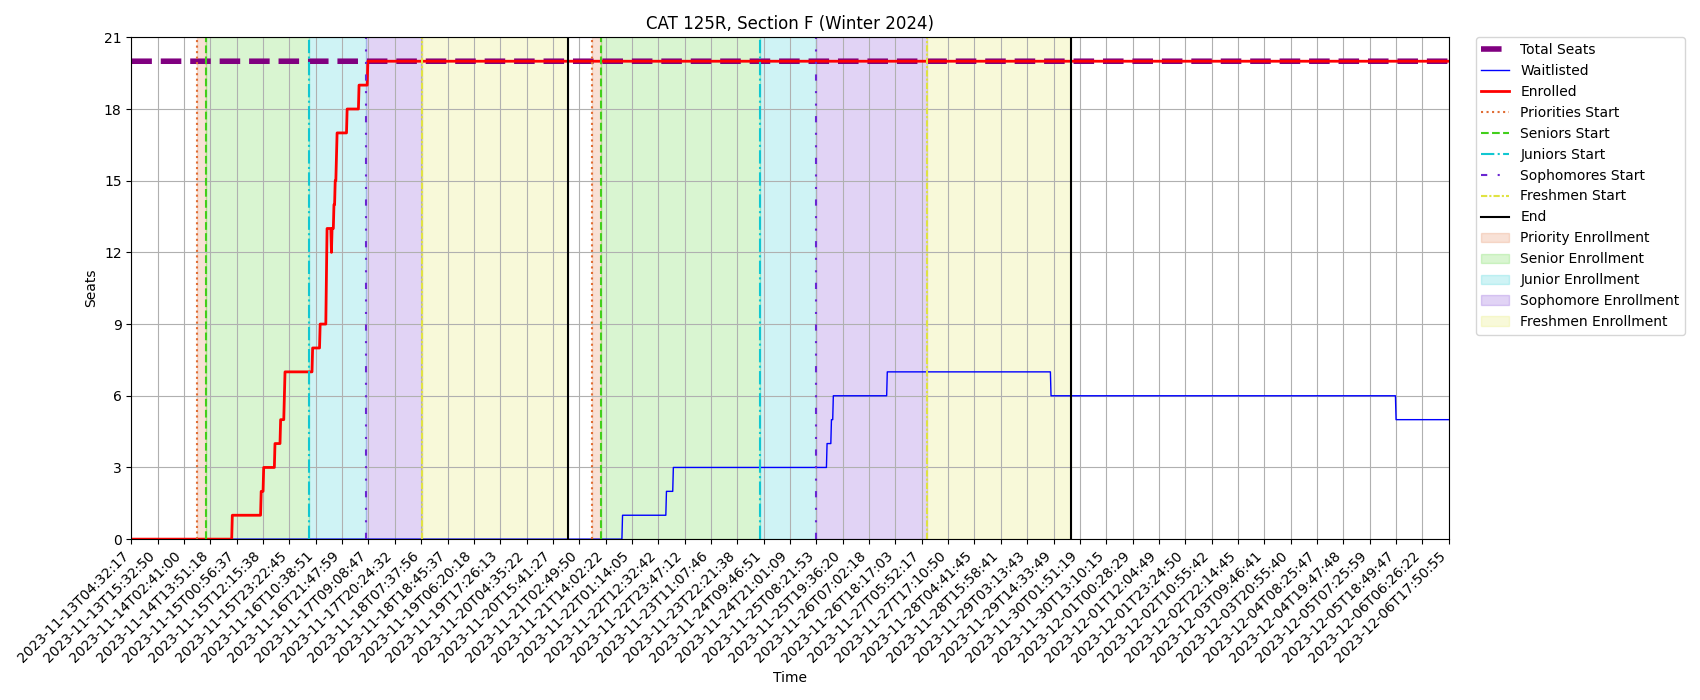 CAT 125R, Section F (Winter 2024)
21
18
15
12
9
6
3
0
Seats
2023-11-13T04:32:17
2023-11-13T15:32:50
2023-11-14T02:41:00
2023-11-14T13:51:18
2023-11-15T00:56:37
2023-11-15T12:15:38
2023-11-15T23:22:45
2023-11-16T10:38:51
2023-11-16T21:47:59
2023-11-17T09:08:47
2023-11-17T20:24:32
2023-11-18T07:37:56
2023-11-18T18:45:37
2023-11-19T06:20:18
2023-11-19T17:26:13
2023-11-20T04:35:22
2023-11-20T15:41:27
2023-11-21T02:49:50
2023-11-21T14:02:22
2023-11-22T01:14:05
2023-11-22T12:32:42
2023-11-22T23:47:12
2023-11-23T11:07:46
2023-11-23T22:21:38
2023-11-24T09:46:51
2023-11-24T21:01:09
2023-11-25T08:21:53
2023-11-25T19:36:20
2023-11-26T07:02:18
2023-11-26T18:17:03
2023-11-27T05:52:17
2023-11-27T17:10:50
2023-11-28T04:41:45
2023-11-28T15:58:41
2023-11-29T03:13:43
2023-11-29T14:33:49
2023-11-30T01:51:19
2023-11-30T13:10:15
2023-12-01T00:28:29
2023-12-01T12:04:49
2023-12-01T23:24:50
2023-12-02T10:55:42
2023-12-02T22:14:45
2023-12-03T09:46:41
2023-12-03T20:55:40
2023-12-04T08:25:47
2023-12-04T19:47:48
2023-12-05T07:25:59
2023-12-05T18:49:47
2023-12-06T06:26:22
2023-12-06T17:50:55
Time
Total Seats
Waitlisted
Enrolled
Priorities Start
Seniors Start
Juniors Start
Sophomores Start
Freshmen Start
End
Priority Enrollment
Senior Enrollment
Junior Enrollment
Sophomore Enrollment
Freshmen Enrollment